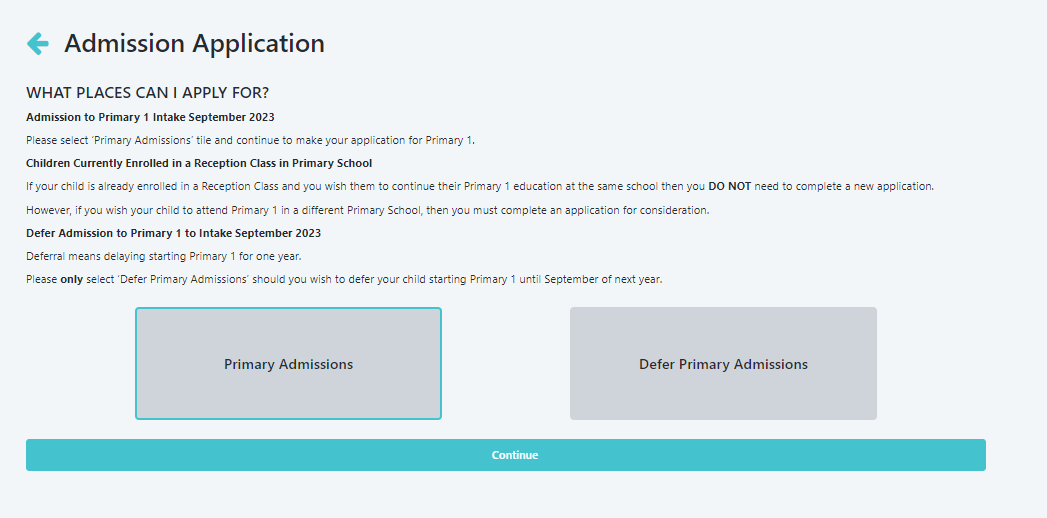 Admission Application
WHAT PLACES CAN I APPLY FOR?
Admission to Primary 1 Intake September 2023
Please select ‘Primary Admissions’ tile and continue to make your application for Primary 1.
Children Currently Enrolled in a Reception Class in Primary School
If your child is already enrolled in a Reception Class and you wish them to continue their Primary 1 education at the same school then you DO NOT need to complete a new application.
However, if you wish your child to attend Primary 1 in a different Primary School, then you must complete an application for consideration.
Defer Admission to Primary 1 to Intake September 2023
Deferral means delaying starting Primary 1 for one year.
Please only select ‘Defer Primary Admissions’ should you wish to defer your child starting Primary 1 until September of next year.
Primary Admissions
Defer Primary Admissions
Continue